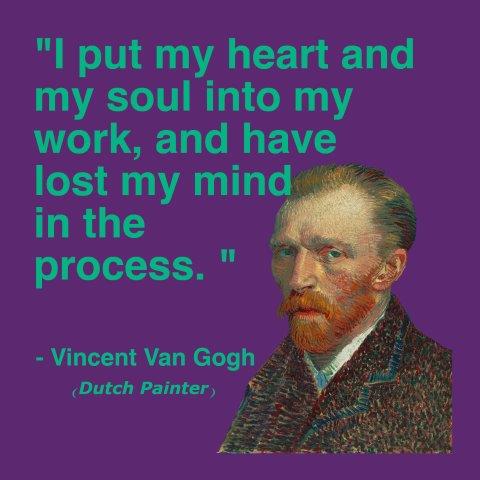 "I put my heart and
my soul into my
work, and have
lost my mind
in the
process. "
- Vincent Van Gogh
(Dutch Painter)